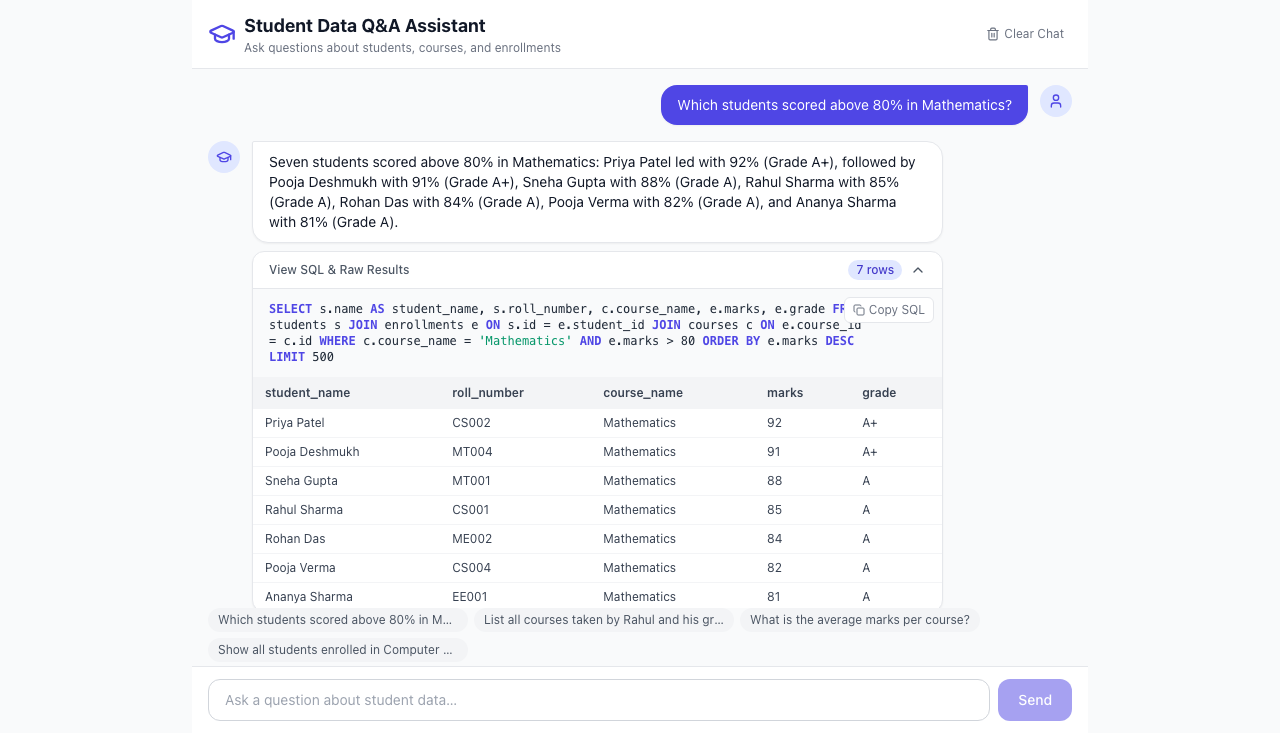 Student Data Q&A Assistant
Ask questions about students, courses, and enrollments
Clear Chat
Which students scored above 80% in Mathematics?
Seven students scored above 80% in Mathematics: Priya Patel led with 92% (Grade A+), followed by
Pooja Deshmukh with 91% (Grade A+), Sneha Gupta with 88% (Grade A), Rahul Sharma with 85%
(Grade A), Rohan Das with 84% (Grade A), Pooja Verma with 82% (Grade A), and Ananya Sharma
with 81% (Grade A).
View SQL & Raw Results 7 rows
SELECT s.name AS student_name, s.roll_number, c.course_name, e.marks, e.grade
Copy SQL
students s JOIN enrollments e ON s.id = e.student_id JOIN courses c ON e.course_id
= c.id WHERE c.course_name = 'Mathematics' AND e.marks > 80 ORDER BY e.marks DESC
LIMIT 500
student_name roll_number course_name marks grade
Priya Patel CS002 Mathematics 92 A+
Pooja Deshmukh MT004 Mathematics 91 A+
Sneha Gupta MT001 Mathematics 88 A
Rahul Sharma CS001 Mathematics 85 A
Rohan Das ME002 Mathematics 84 A
Pooja Verma CS004 Mathematics 82 A
Ananya Sharma EE001 Mathematics 81 A
Which students scored above 80% in M... List all courses taken by Rahul and his gr... What is the average marks per course?
Show all students enrolled in Computer ...
Ask a question about student data...
Send